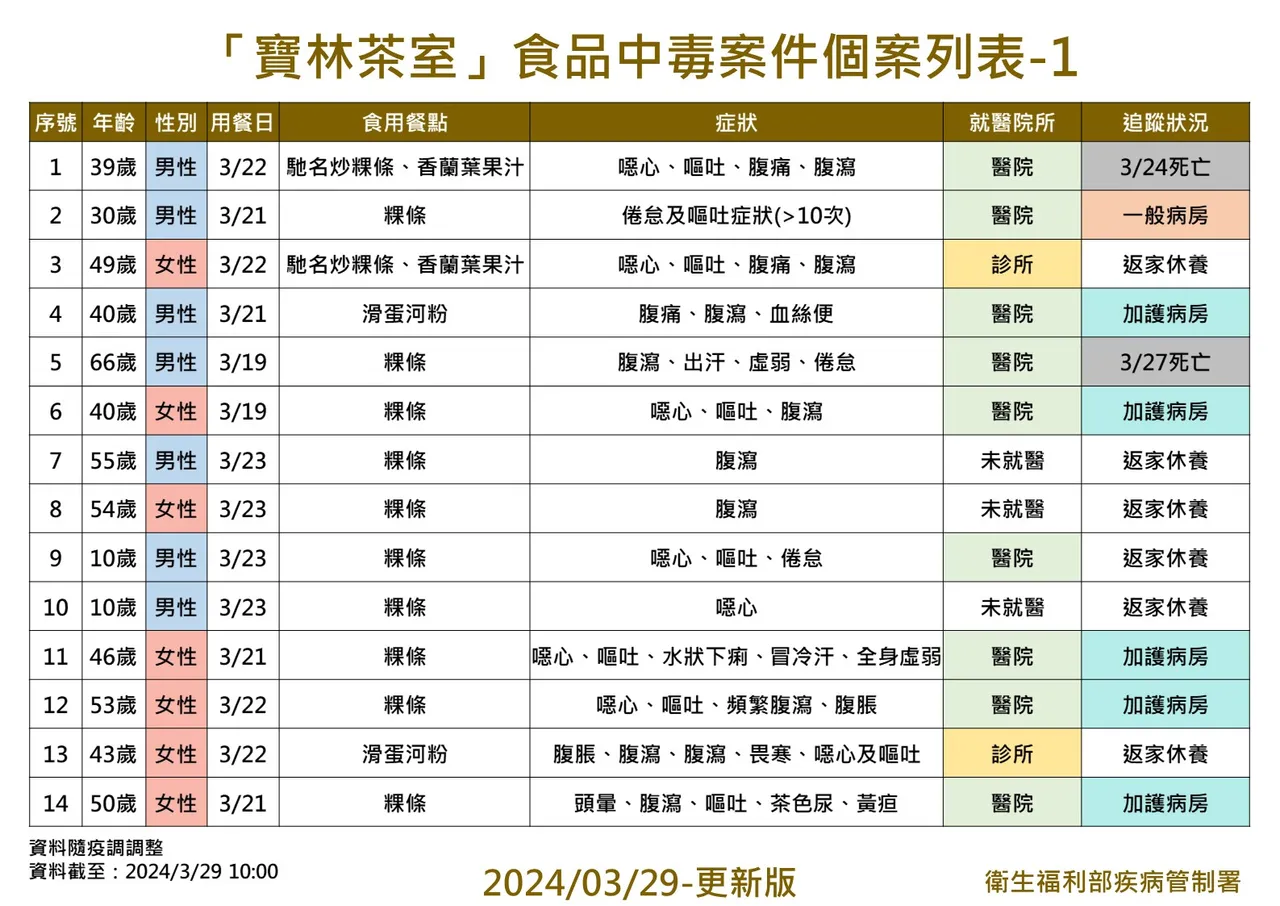 「寶林茶室」食品中毒案件個案列表-1
序號 年齡 性別 用餐日 食用餐點 症狀 就醫院所 追蹤狀況
1 39歲 男性 3/22 馳名炒粿條、香蘭葉果汁 噁心、嘔吐、腹痛、腹瀉 醫院 3/24死亡
2 30歲 男性 3/21 粿條 倦怠及嘔吐症狀(>10次) 醫院 一般病房
3 49歲 女性 3/22 馳名炒粿條、香蘭葉果汁 噁心、嘔吐、腹痛、腹瀉 診所 返家休養
4 40歲 男性 3/21 滑蛋河粉 腹痛、腹瀉、血絲便 醫院 加護病房
5 66歲 男性 3/19 粿條 腹瀉、出汗、虛弱、倦怠 醫院 3/27死亡
6 40歲 女性 3/19 粿條 噁心、嘔吐、腹瀉 醫院 加護病房
7 55歲 男性 3/23 粿條 腹瀉 未就醫 返家休養
8 54歲 女性 3/23 粿條 腹瀉 未就醫 返家休養
9 10歲 男性 3/23 粿條 噁心、嘔吐、倦怠 醫院 返家休養
10 10歲 男性 3/23 粿條 噁心 未就醫 返家休養
11 46歲 女性 3/21 粿條 噁心、嘔吐、水狀下痢、冒冷汗、全身虛弱 醫院 加護病房
12 53歲 女性 3/22 粿條 噁心、嘔吐、頻繁腹瀉、腹脹 醫院 加護病房
13 43歲 女性 3/22 滑蛋河粉 腹脹、腹瀉、腹瀉、畏寒、噁心及嘔吐 診所 返家休養
14 50歲 女性 3/21 粿條 頭暈、腹瀉、嘔吐、茶色尿、黃疸 醫院 加護病房
資料隨疫調調整
資料截至：2024/3/29 10:00
2024/03/29-更新版
衛生福利部疾病管制署